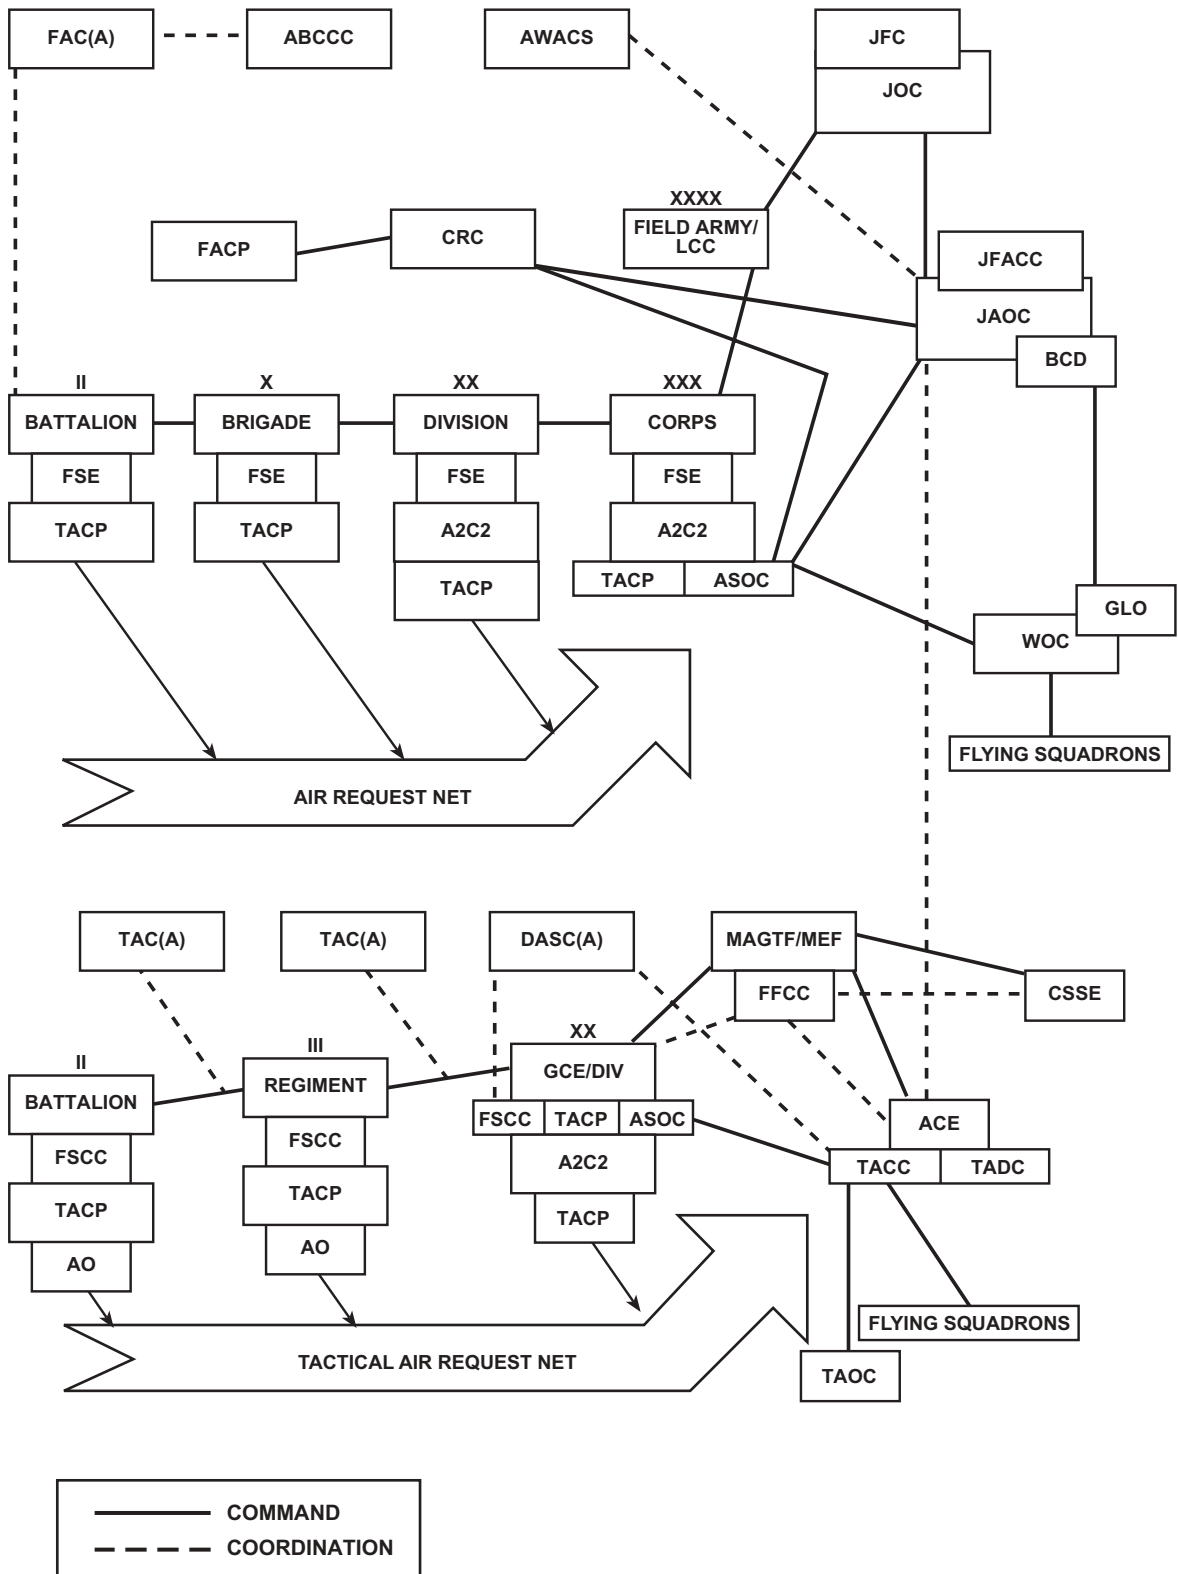 FAC(A)
ABCCC
AWACS
JFC
JOC
XXXX
FIELD ARMY/
LCC
FACP
CRC
JFACC
JAOC
BCD
II
X
XX
XXX
BATTALION
BRIGADE
DIVISION
CORPS
FSE
FSE
FSE
FSE
TACP
TACP
A2C2
A2C2
TACP
TACP
ASOC
GLO
WOC
FLYING SQUADRONS
AIR REQUEST NET
TAC(A)
TAC(A)
DASC(A)
MAGTF/MEF
FFCC
CSSE
II
III
XX
BATTALION
REGIMENT
GCE/DIV
FSCC
TACP
ASOC
ACE
FSCC
FSCC
A2C2
TACC
TADC
TACP
TACP
TACP
AO
AO
FLYING SQUADRONS
TACTICAL AIR REQUEST NET
TAOC
COMMAND
COORDINATION